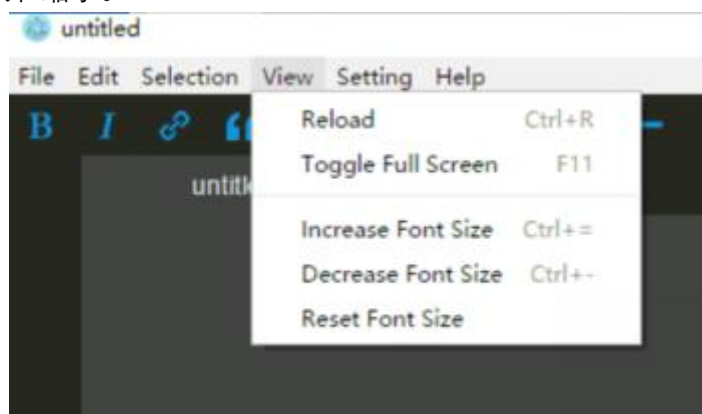 untitled
File Edit Selection View Setting Help
B I
Reload Ctrl+R
Toggle Full Screen F11
Increase Font Size Ctrl+=
Decrease Font Size Ctrl+-
Reset Font Size